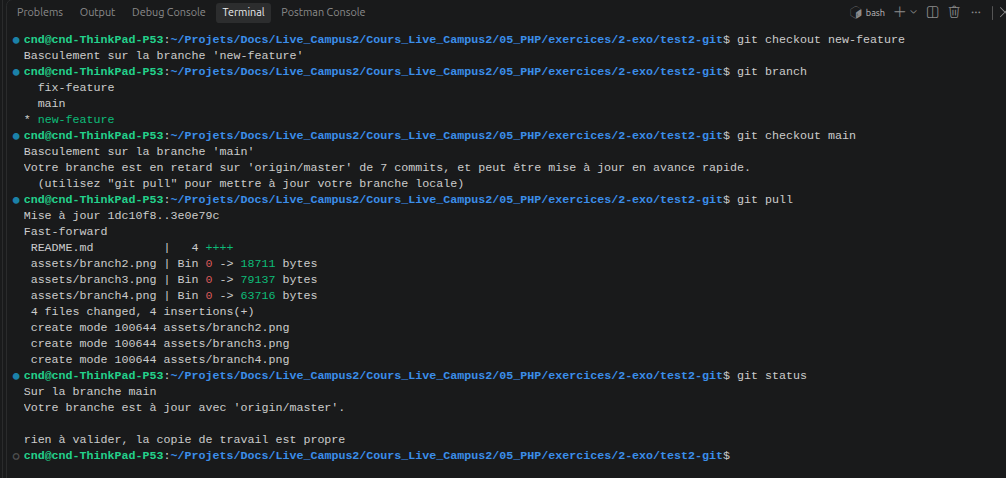 Problems Output Debug Console Terminal Postman Console bash
cnd@cnd-ThinkPad-P53:~/Projets/Docs/Live_Campus2/Cours_Live_Campus2/05_PHP/exercices/2-exo/test2-git$ git checkout new-feature
Basculement sur la branche 'new-feature'
cnd@cnd-ThinkPad-P53:~/Projets/Docs/Live_Campus2/Cours_Live_Campus2/05_PHP/exercices/2-exo/test2-git$ git branch
fix-feature
main
* new-feature
cnd@cnd-ThinkPad-P53:~/Projets/Docs/Live_Campus2/Cours_Live_Campus2/05_PHP/exercices/2-exo/test2-git$ git checkout main
Basculement sur la branche 'main'
Votre branche est en retard sur 'origin/master' de 7 commits, et peut être mise à jour en avance rapide.
(utilisez "git pull" pour mettre à jour votre branche locale)
cnd@cnd-ThinkPad-P53:~/Projets/Docs/Live_Campus2/Cours_Live_Campus2/05_PHP/exercices/2-exo/test2-git$ git pull
Mise à jour 1dc10f8..3e0e79c
Fast-forward
README.md | 4 ++++
assets/branch2.png | Bin 0 -> 18711 bytes
assets/branch3.png | Bin 0 -> 79137 bytes
assets/branch4.png | Bin 0 -> 63716 bytes
4 files changed, 4 insertions(+)
create mode 100644 assets/branch2.png
create mode 100644 assets/branch3.png
create mode 100644 assets/branch4.png
cnd@cnd-ThinkPad-P53:~/Projets/Docs/Live_Campus2/Cours_Live_Campus2/05_PHP/exercices/2-exo/test2-git$ git status
Sur la branche main
Votre branche est à jour avec 'origin/master'.
rien à valider, la copie de travail est propre
cnd@cnd-ThinkPad-P53:~/Projets/Docs/Live_Campus2/Cours_Live_Campus2/05_PHP/exercices/2-exo/test2-git$